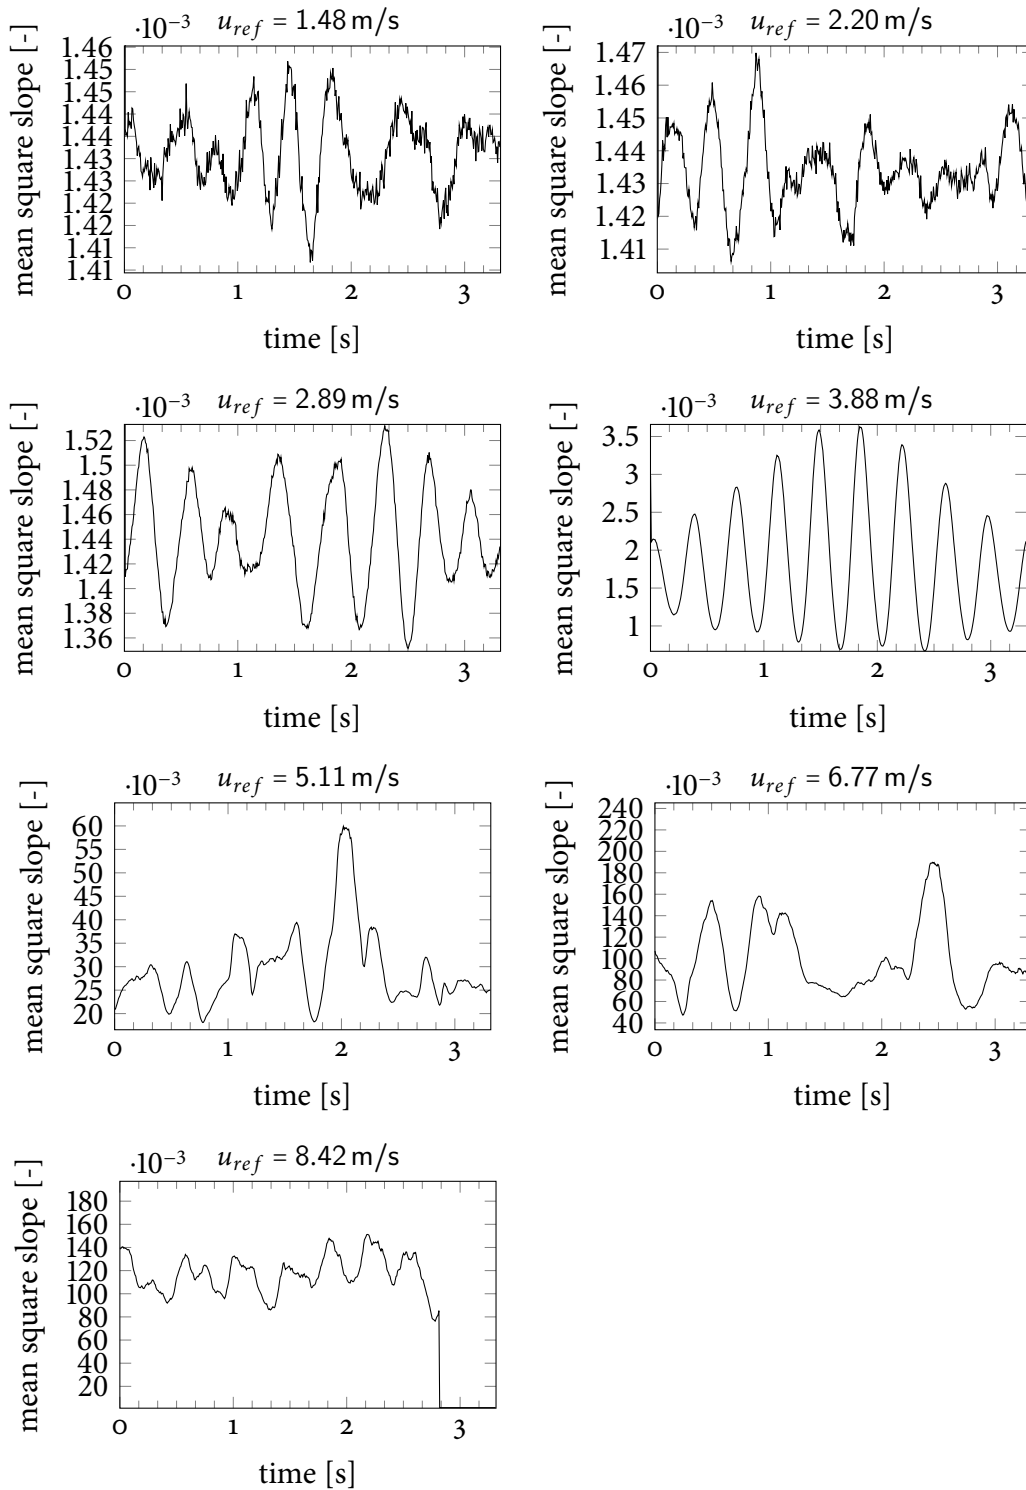 ·10−3 u_ref = 1.48 m/s
mean square slope [-]
1.46
1.45
1.45
1.44
1.44
1.43
1.43
1.42
1.42
1.41
1.41
0 1 2 3
time [s]
·10−3 u_ref = 2.20 m/s
mean square slope [-]
1.47
1.46
1.45
1.44
1.43
1.42
1.41
0 1 2 3
time [s]
·10−3 u_ref = 2.89 m/s
mean square slope [-]
1.52
1.5
1.48
1.46
1.44
1.42
1.4
1.38
1.36
0 1 2 3
time [s]
·10−3 u_ref = 3.88 m/s
mean square slope [-]
3.5
3
2.5
2
1.5
1
0 1 2 3
time [s]
·10−3 u_ref = 5.11 m/s
mean square slope [-]
60
55
50
45
40
35
30
25
20
0 1 2 3
time [s]
·10−3 u_ref = 6.77 m/s
mean square slope [-]
240
220
200
180
160
140
120
100
80
60
40
0 1 2 3
time [s]
·10−3 u_ref = 8.42 m/s
mean square slope [-]
180
160
140
120
100
80
60
40
20
0 1 2 3
time [s]